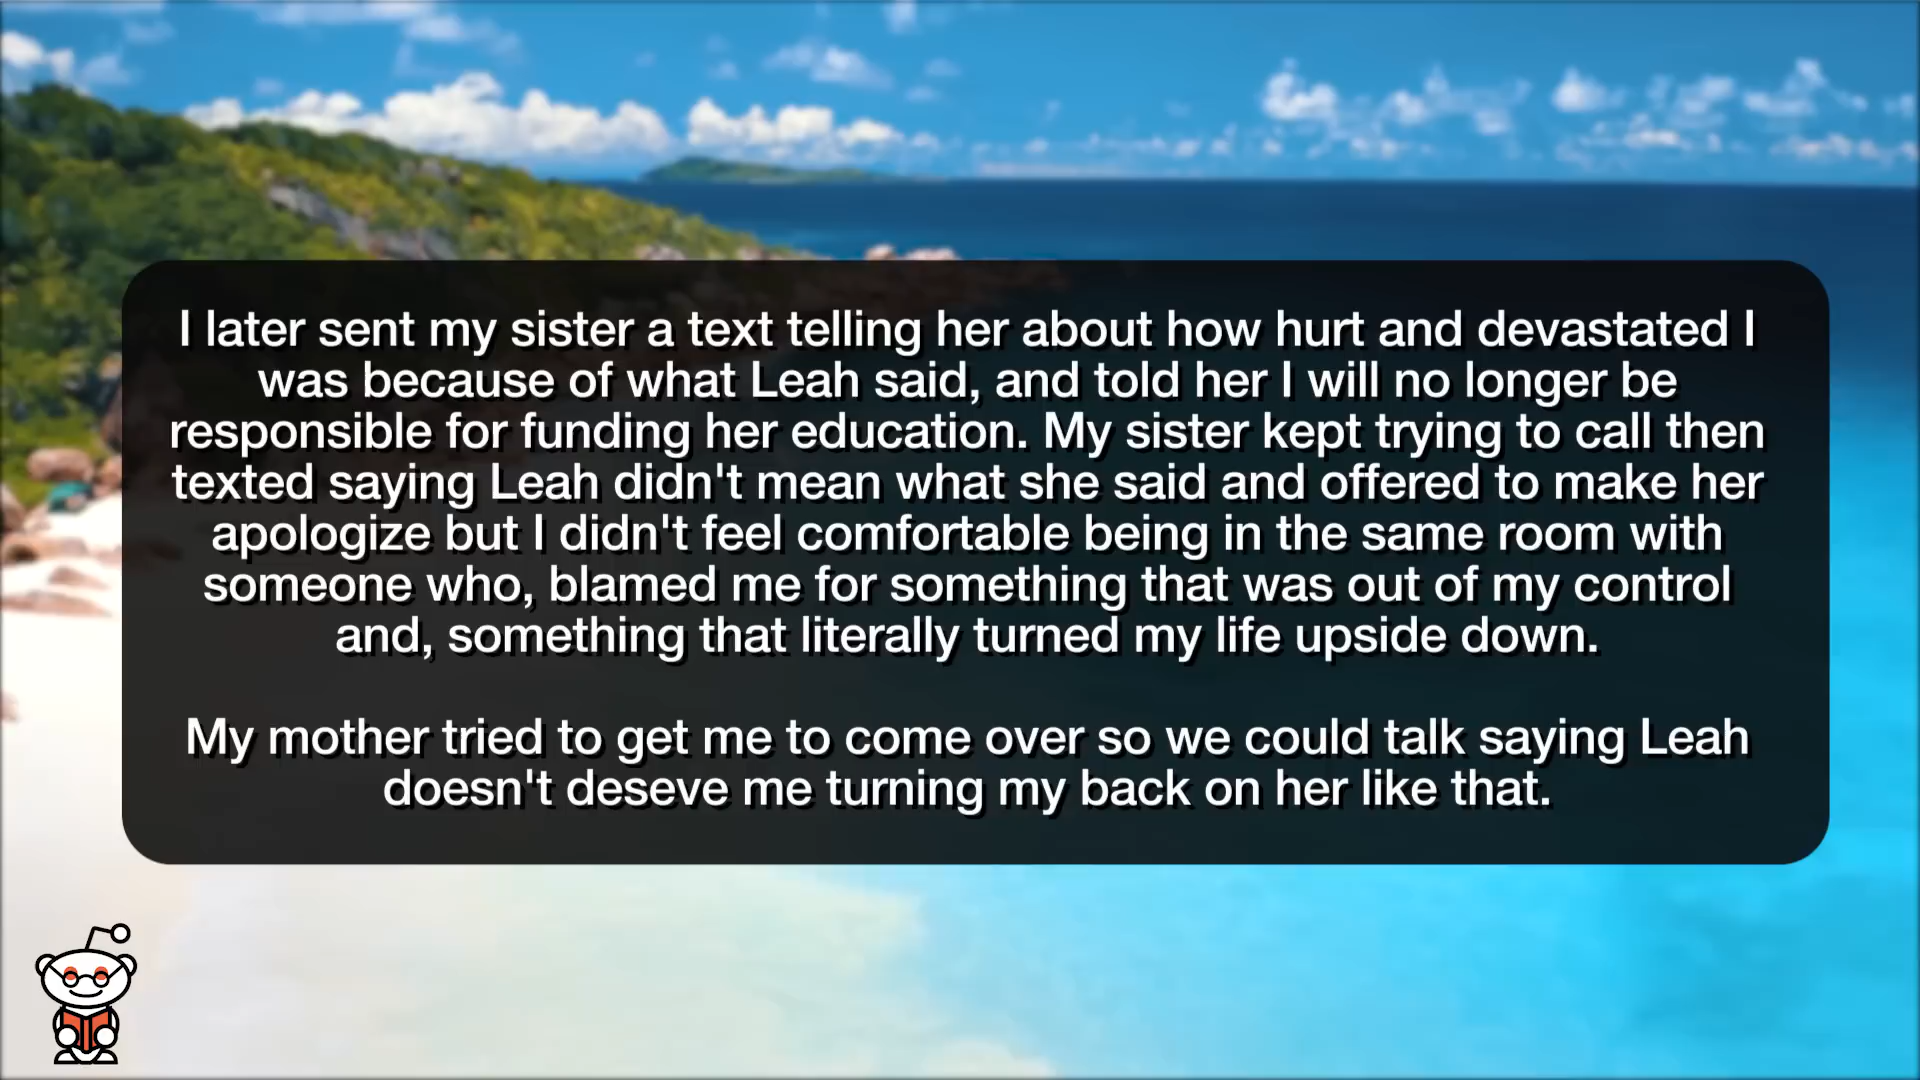 I later sent my sister a text telling her about how hurt and devastated I
was because of what Leah said, and told her I will no longer be
responsible for funding her education. My sister kept trying to call then
texted saying Leah didn't mean what she said and offered to make her
apologize but I didn't feel comfortable being in the same room with
someone who, blamed me for something that was out of my control
and, something that literally turned my life upside down.
My mother tried to get me to come over so we could talk saying Leah
doesn't deseve me turning my back on her like that.